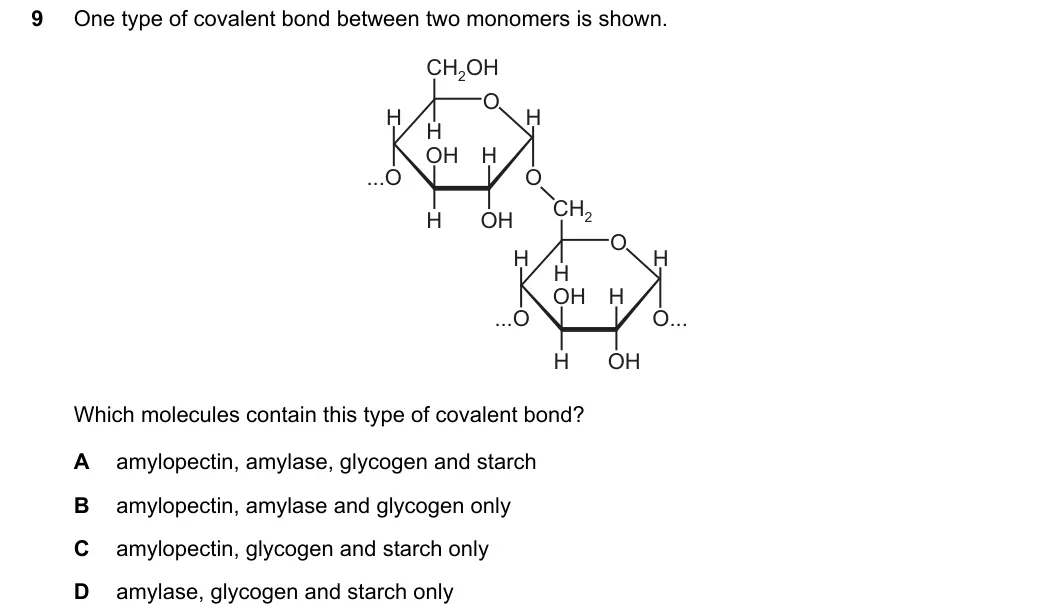 9 One type of covalent bond between two monomers is shown.
CH₂OH
O
H H
H
OH H
...O O
H OH CH₂
O
H H
H
OH H
...O O...
H OH
Which molecules contain this type of covalent bond?
A amylopectin, amylase, glycogen and starch
B amylopectin, amylase and glycogen only
C amylopectin, glycogen and starch only
D amylase, glycogen and starch only